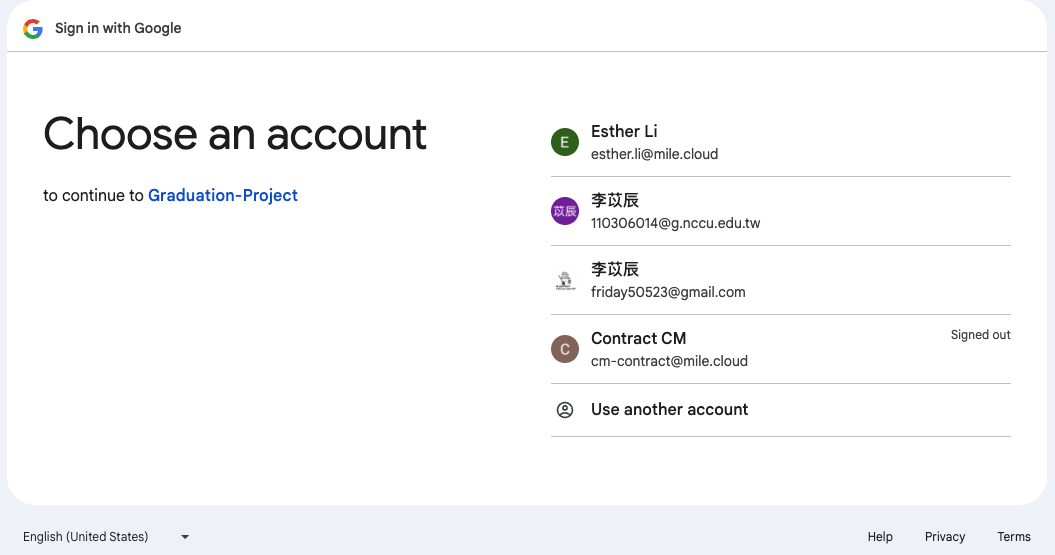 Sign in with Google
Choose an account
to continue to Graduation-Project
E
Esther Li
esther.li@mile.cloud
苡辰
李苡辰
110306014@g.nccu.edu.tw
李苡辰
friday50523@gmail.com
C
Contract CM
Signed out
cm-contract@mile.cloud
Use another account
English (United States)
Help
Privacy
Terms